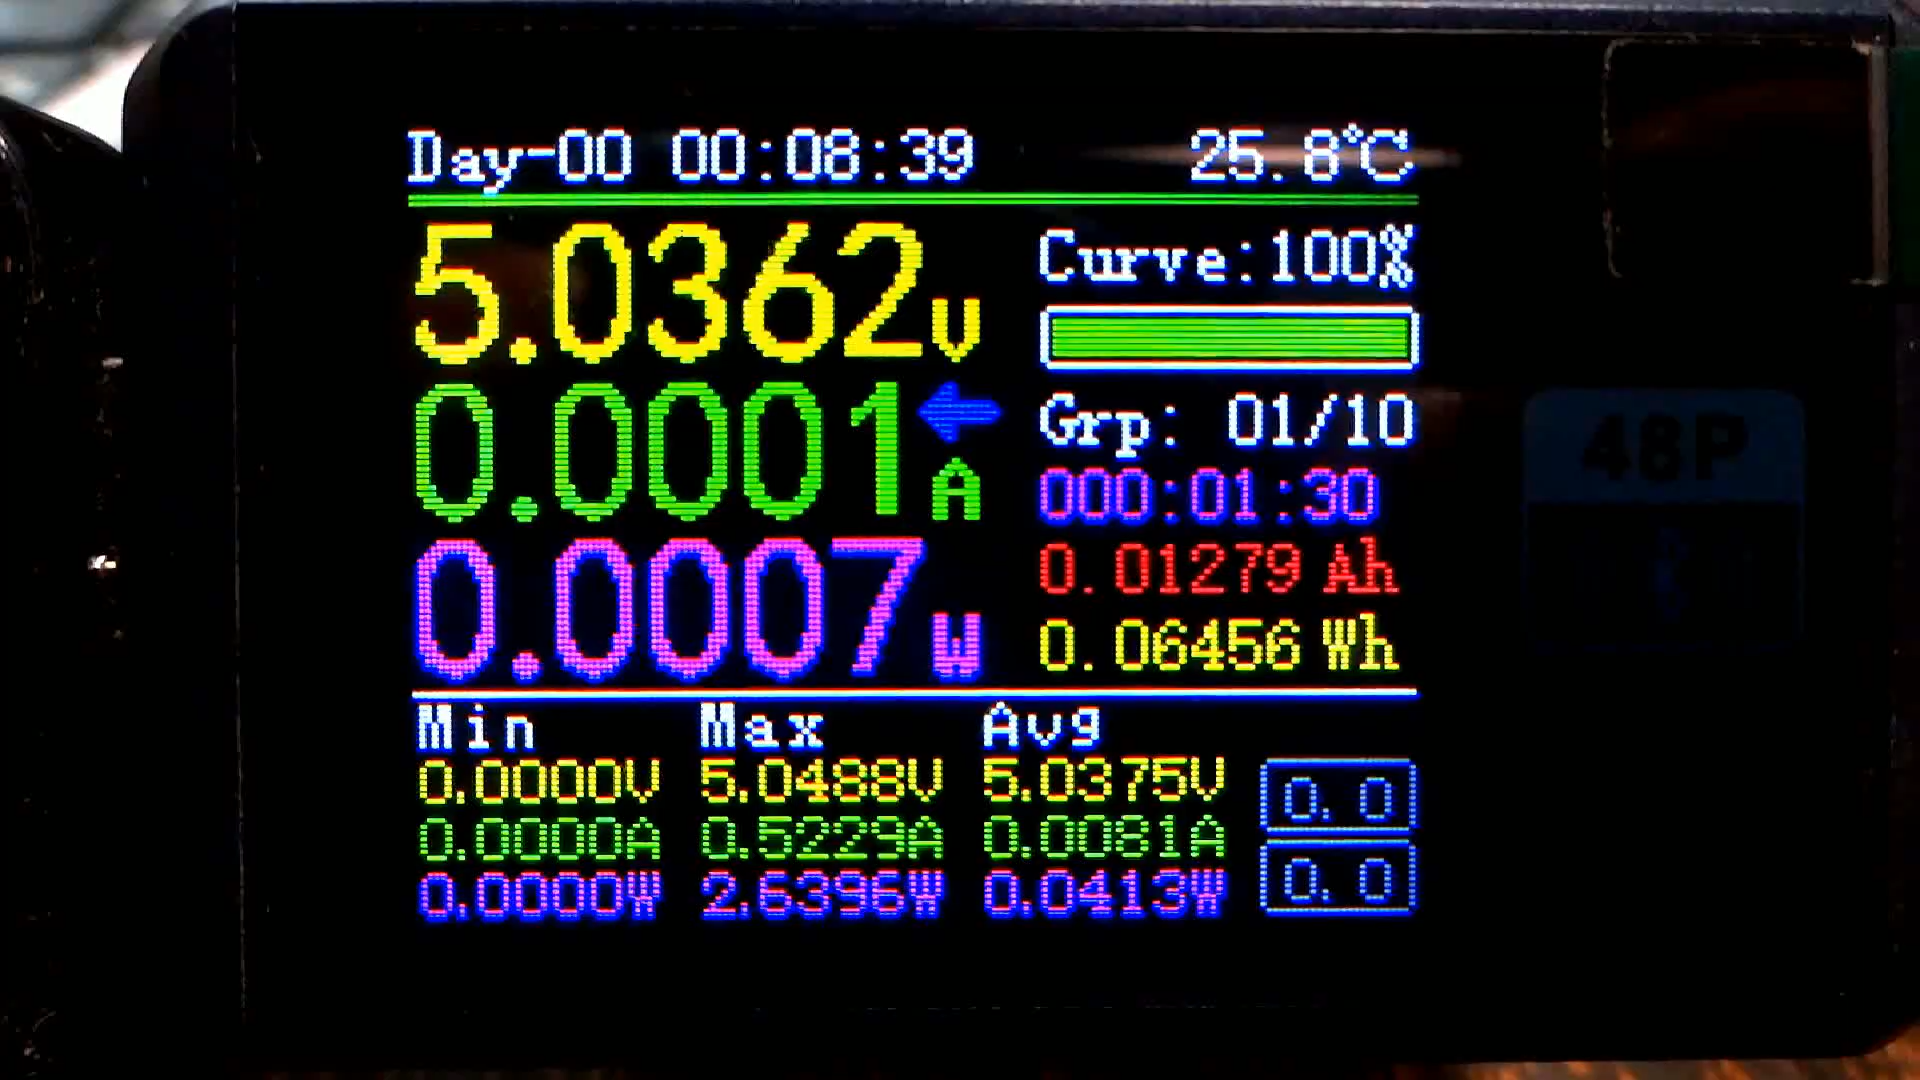 Day-00 00:08:39 25.8°C
5.0362V
0.0001A
0.0007W
Curve:100%
Grp: 01/10
000:01:30
0.01279 Ah
0.06456 Wh
Min Max Avg
0.0000V 5.0488V 5.0375V
0.0000A 0.5229A 0.0081A
0.0000W 2.6396W 0.0413W
0.0
0.0
48P